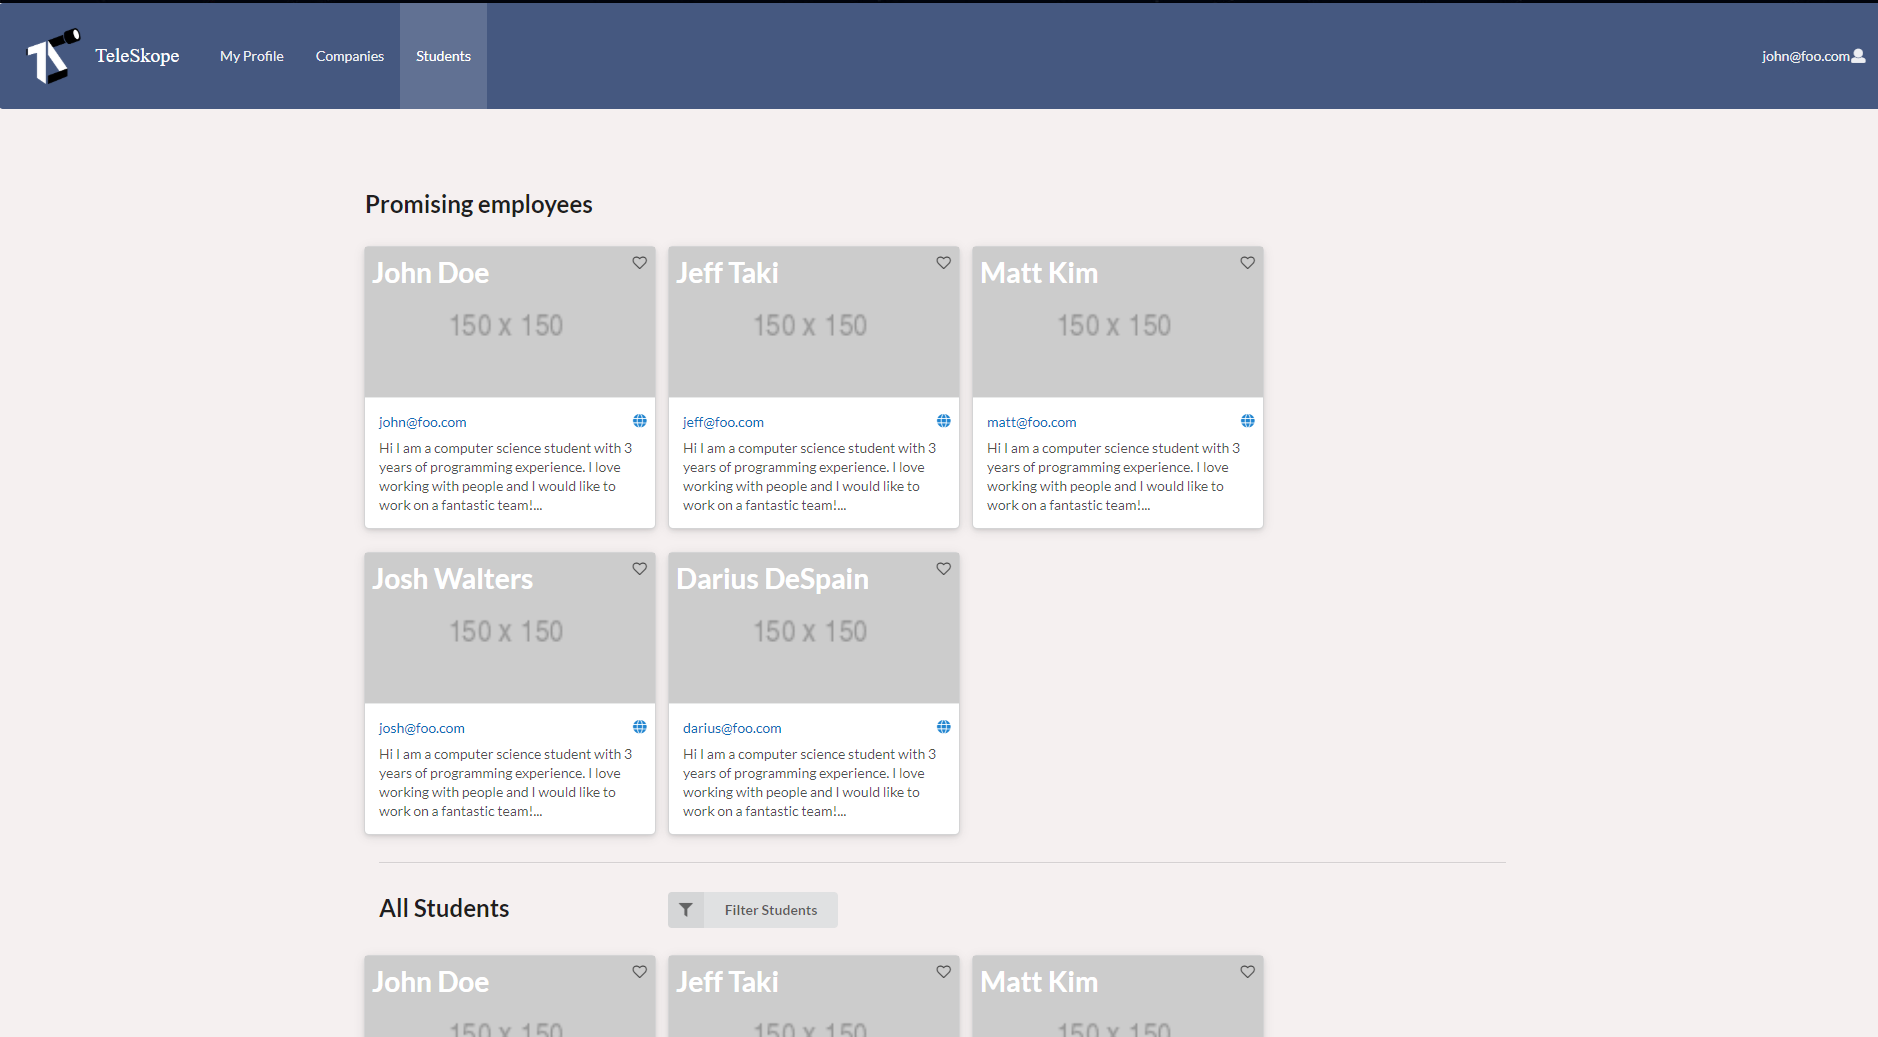 TeleSkope
My Profile
Companies
Students
john@foo.com
Promising employees
John Doe
150 x 150
john@foo.com
Hi I am a computer science student with 3
years of programming experience. I love
working with people and I would like to
work on a fantastic team!...
Jeff Taki
150 x 150
jeff@foo.com
Hi I am a computer science student with 3
years of programming experience. I love
working with people and I would like to
work on a fantastic team!...
Matt Kim
150 x 150
matt@foo.com
Hi I am a computer science student with 3
years of programming experience. I love
working with people and I would like to
work on a fantastic team!...
Josh Walters
150 x 150
josh@foo.com
Hi I am a computer science student with 3
years of programming experience. I love
working with people and I would like to
work on a fantastic team!...
Darius DeSpain
150 x 150
darius@foo.com
Hi I am a computer science student with 3
years of programming experience. I love
working with people and I would like to
work on a fantastic team!...
All Students
Filter Students
John Doe
150 x 150
Jeff Taki
150 x 150
Matt Kim
150 x 150